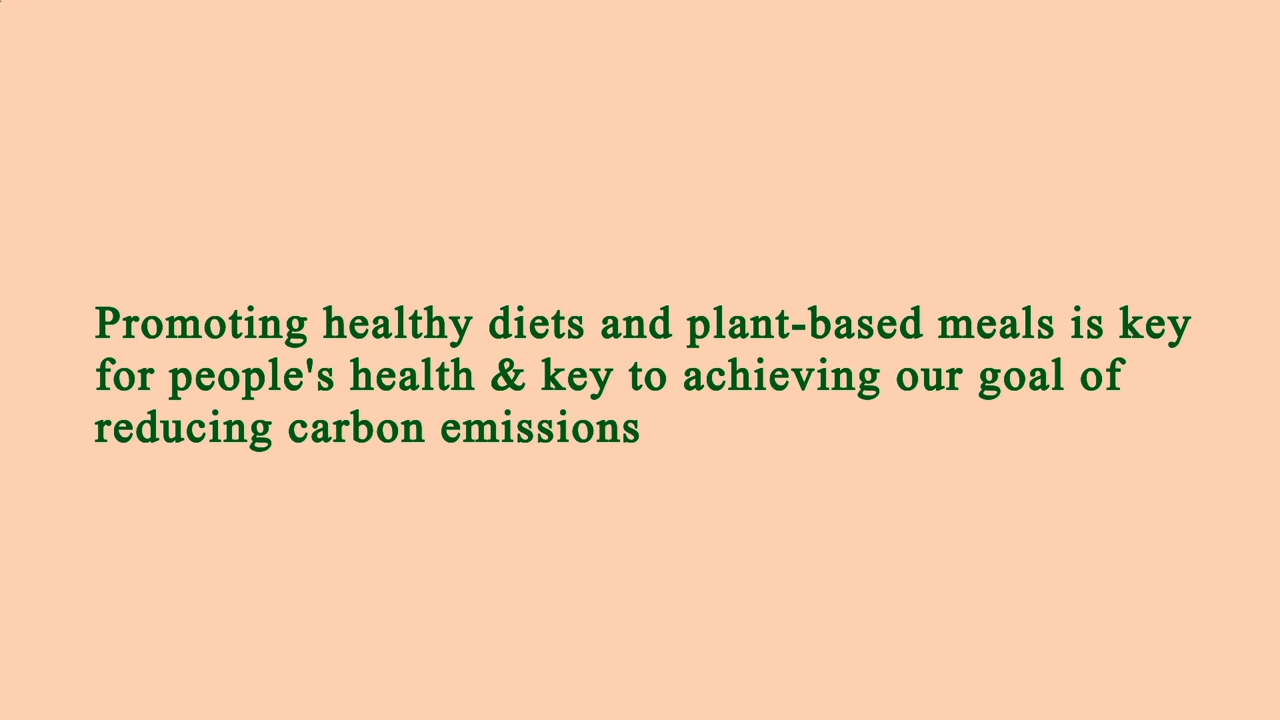 Promoting healthy diets and plant-based meals is key
for people's health & key to achieving our goal of
reducing carbon emissions